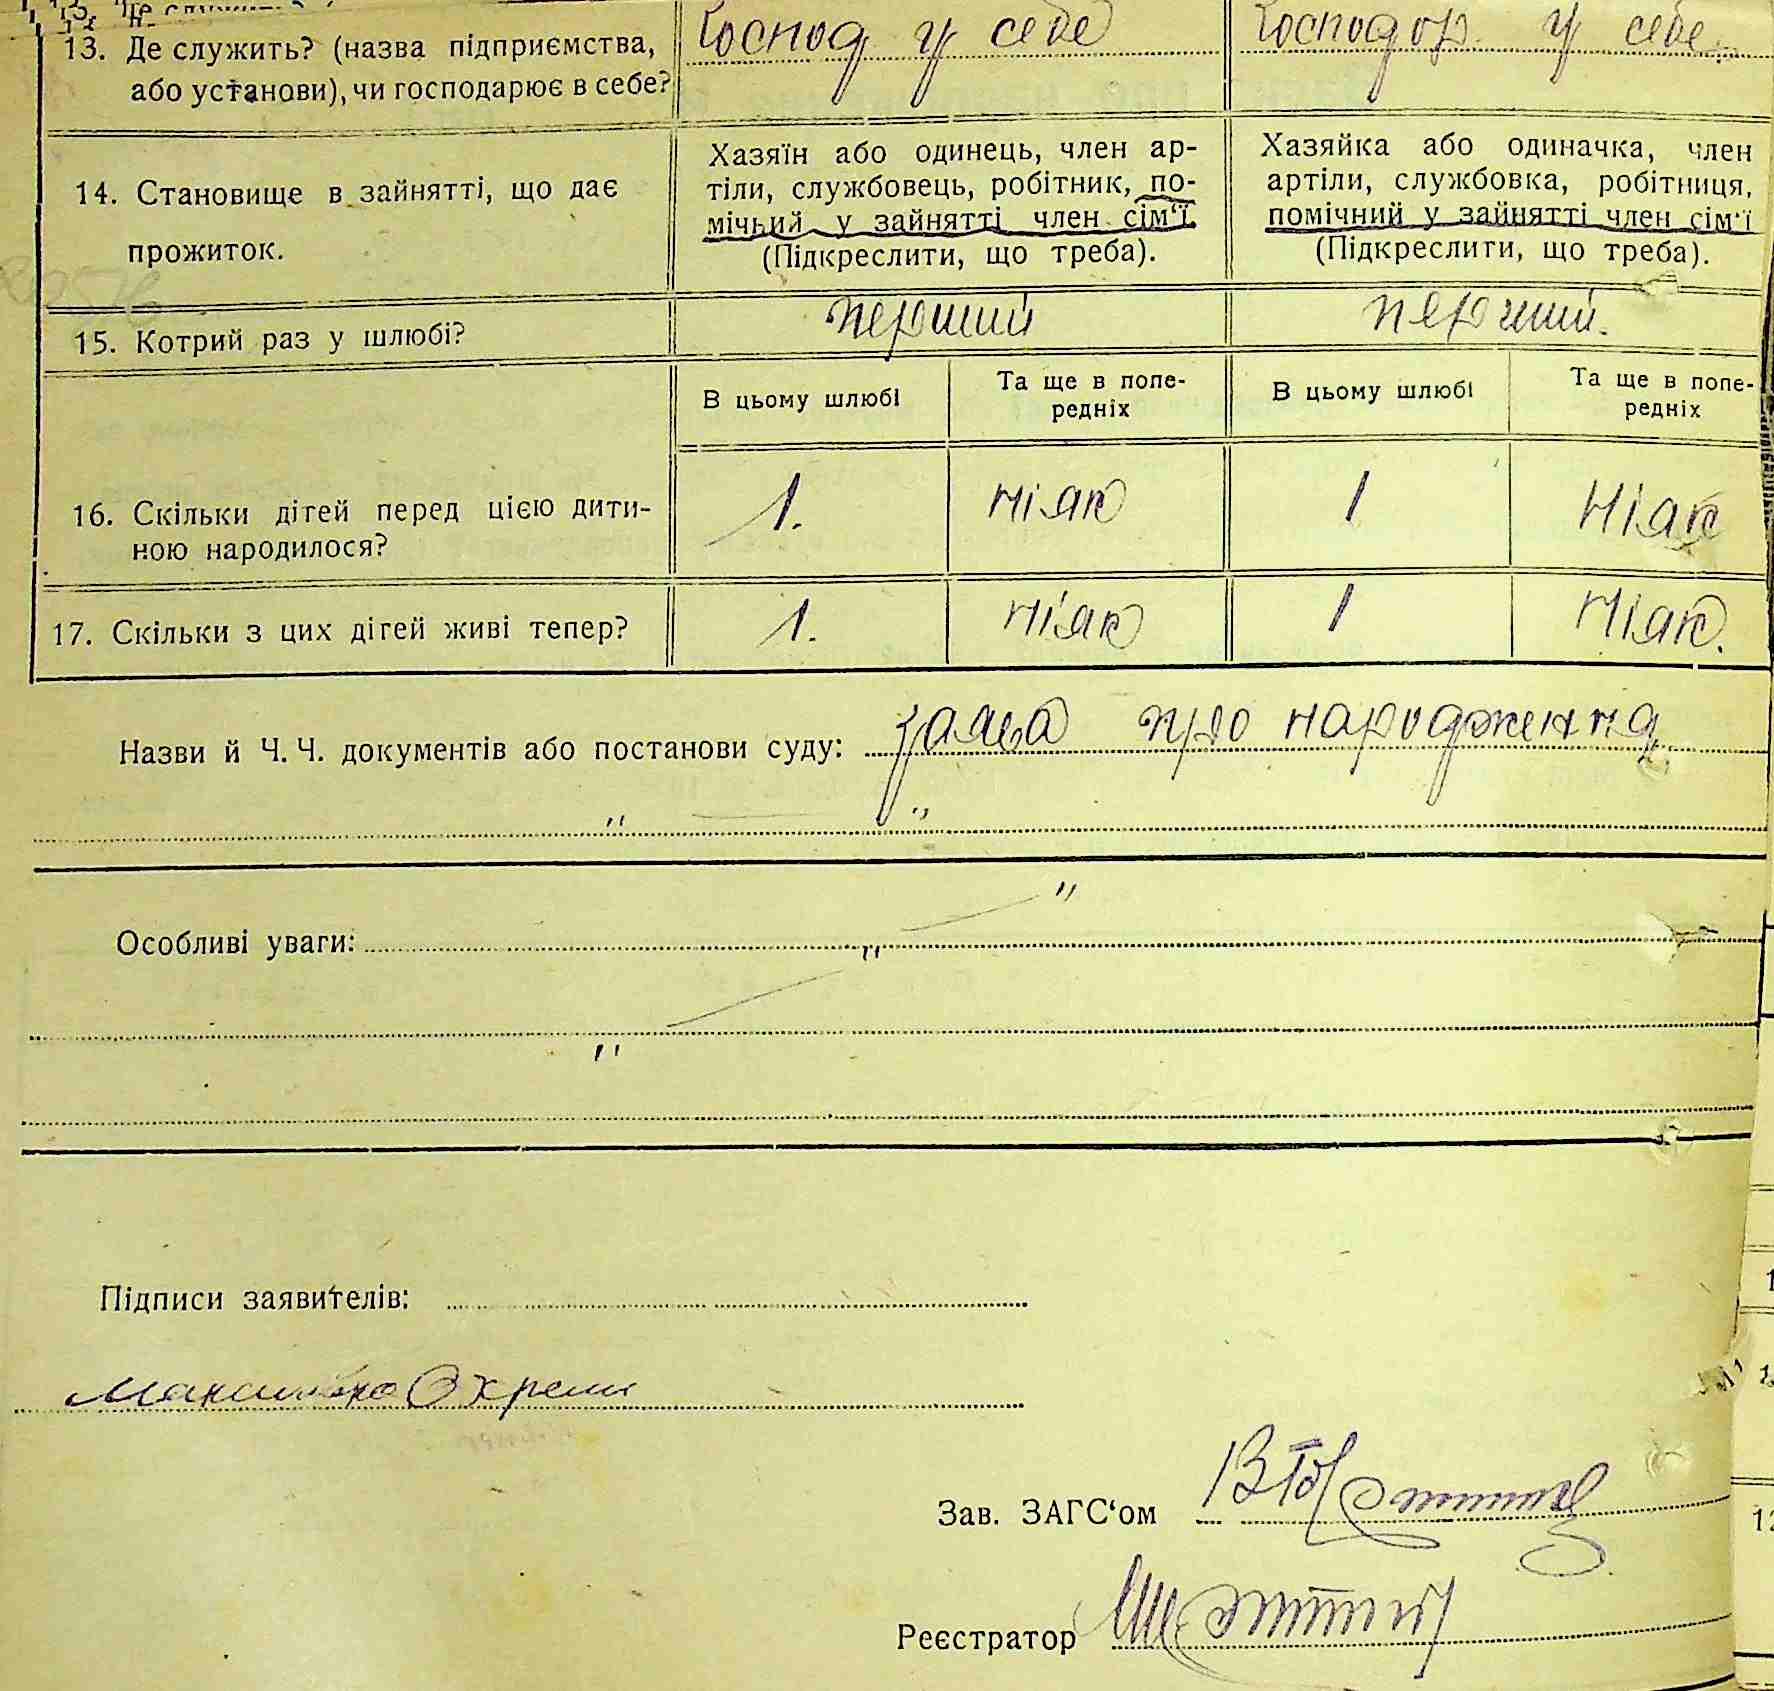 13. Де служить? (назва підприємства, Господ у себе Господор у себе.
або установи), чи господарює в себе?
Хазяїн або одинець, член ар- Хазяйка або одиначка, член
14. Становище в зайнятті, що дає тіли, службовець, робітник, по- артіли, службовка, робітниця,
мічний у зайнятті член сім‘ї помічний у зайнятті член сім‘ї
прожиток. (Підкреслити, що треба). (Підкреслити, що треба).
15. Котрий раз у шлюбі? перший перчий.
В цьому шлюбі Та ще в попе- В цьому шлюбі Та ще в попе-
редніх редніх
16. Скільки дітей перед цією дити- 1. ніяк 1 ніяк
ною народилося?
17. Скільки з цих дітей живі тепер? 1. ніяк 1 ніяк.
Назви й Ч. Ч. документів або постанови суду: заява про народження
" "
"
Особливі уваги: "
"
Підписи заявителів:
Охрем
Зав. ЗАГС‘ом
Реєстратор